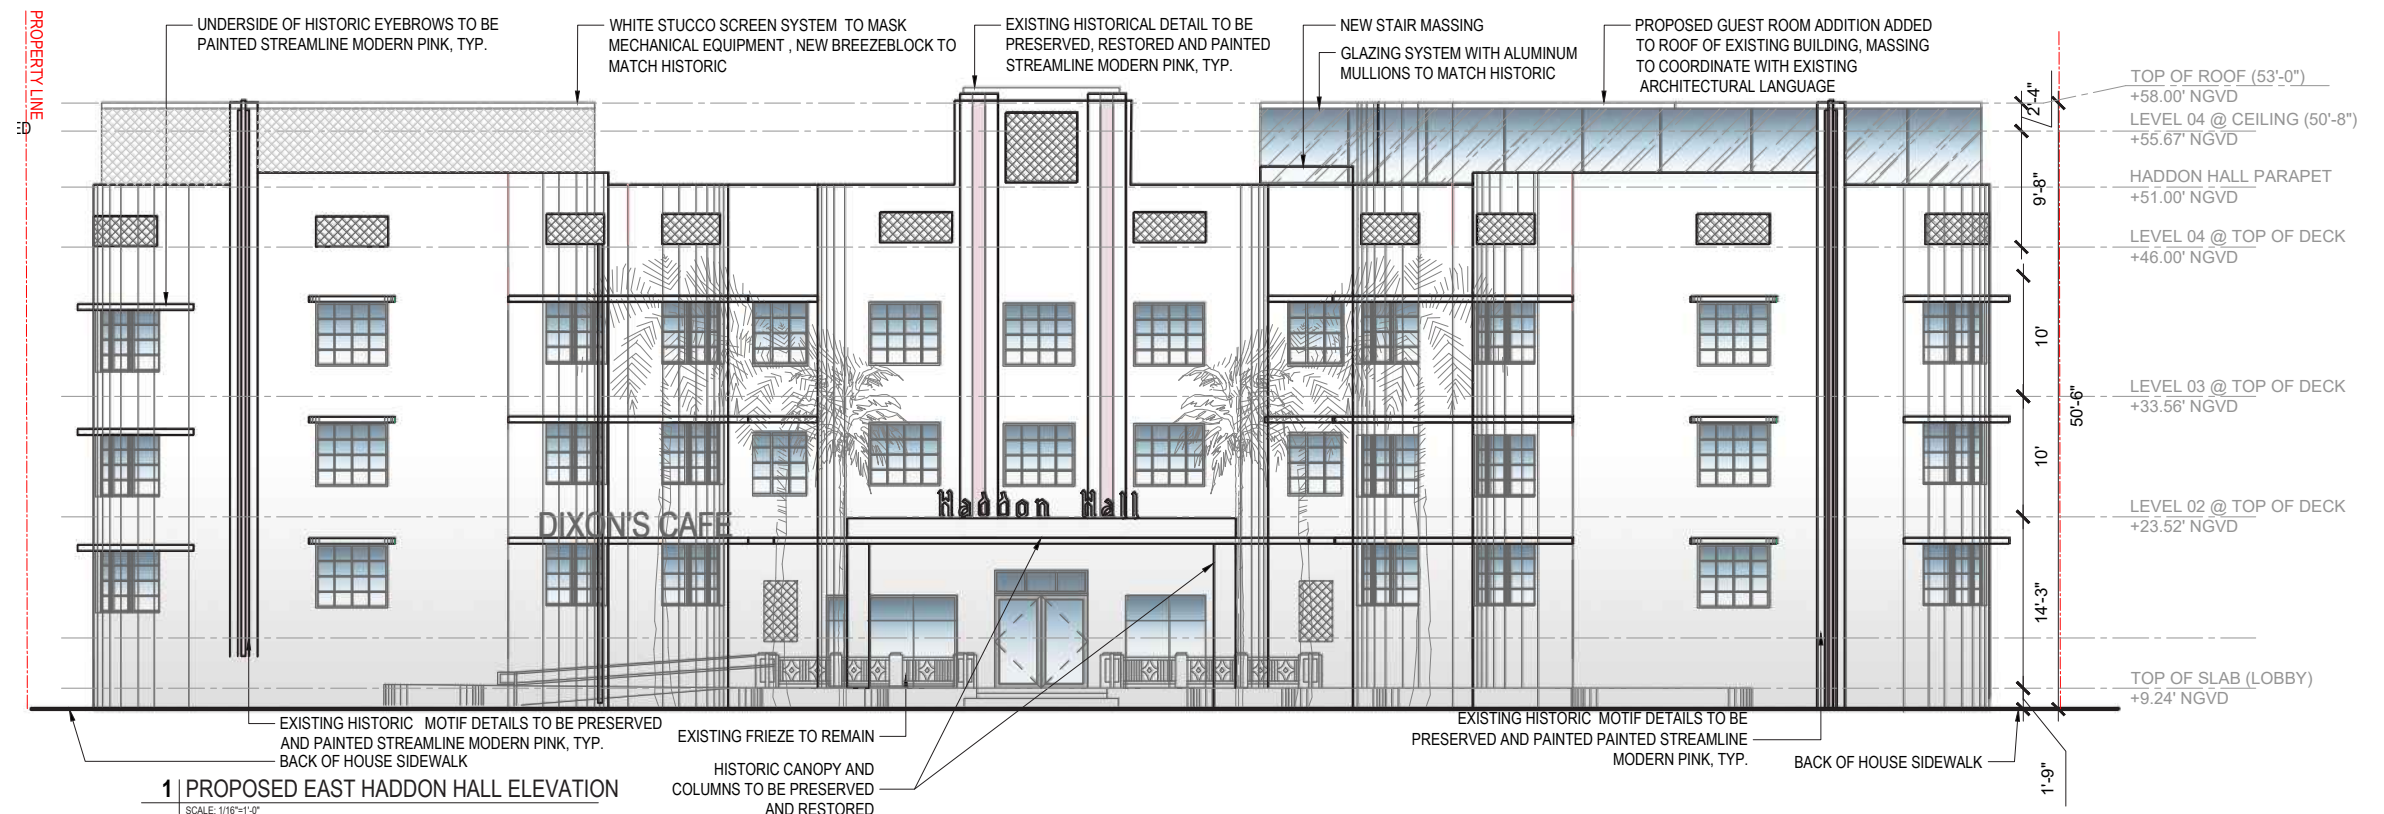 PROPERTY LINE
ED
UNDERSIDE OF HISTORIC EYEBROWS TO BE
PAINTED STREAMLINE MODERN PINK, TYP.
WHITE STUCCO SCREEN SYSTEM TO MASK
MECHANICAL EQUIPMENT , NEW BREEZEBLOCK TO
MATCH HISTORIC
EXISTING HISTORICAL DETAIL TO BE
PRESERVED, RESTORED AND PAINTED
STREAMLINE MODERN PINK, TYP.
NEW STAIR MASSING
GLAZING SYSTEM WITH ALUMINUM
MULLIONS TO MATCH HISTORIC
PROPOSED GUEST ROOM ADDITION ADDED
TO ROOF OF EXISTING BUILDING, MASSING
TO COORDINATE WITH EXISTING
ARCHITECTURAL LANGUAGE
TOP OF ROOF (53'-0")
+58.00' NGVD
LEVEL 04 @ CEILING (50'-8")
+55.67' NGVD
HADDON HALL PARAPET
+51.00' NGVD
LEVEL 04 @ TOP OF DECK
+46.00' NGVD
LEVEL 03 @ TOP OF DECK
+33.56' NGVD
LEVEL 02 @ TOP OF DECK
+23.52' NGVD
TOP OF SLAB (LOBBY)
+9.24' NGVD
2'-4"
9'-8"
10'
10'
14'-3"
1'-9"
50'-6"
Haddon Hall
DIXON'S CAFE
EXISTING HISTORIC MOTIF DETAILS TO BE PRESERVED
AND PAINTED STREAMLINE MODERN PINK, TYP.
BACK OF HOUSE SIDEWALK
EXISTING FRIEZE TO REMAIN
HISTORIC CANOPY AND
COLUMNS TO BE PRESERVED
AND RESTORED
EXISTING HISTORIC MOTIF DETAILS TO BE
PRESERVED AND PAINTED PAINTED STREAMLINE
MODERN PINK, TYP.
BACK OF HOUSE SIDEWALK
1 PROPOSED EAST HADDON HALL ELEVATION
SCALE: 1/16"=1'-0"